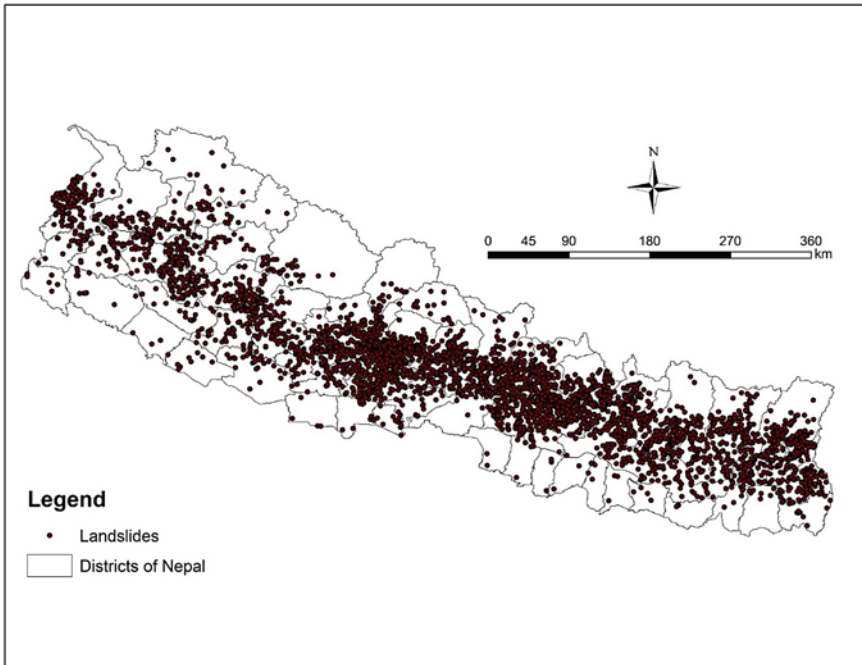 N
0 45 90 180 270 360
km
Legend
Landslides
Districts of Nepal